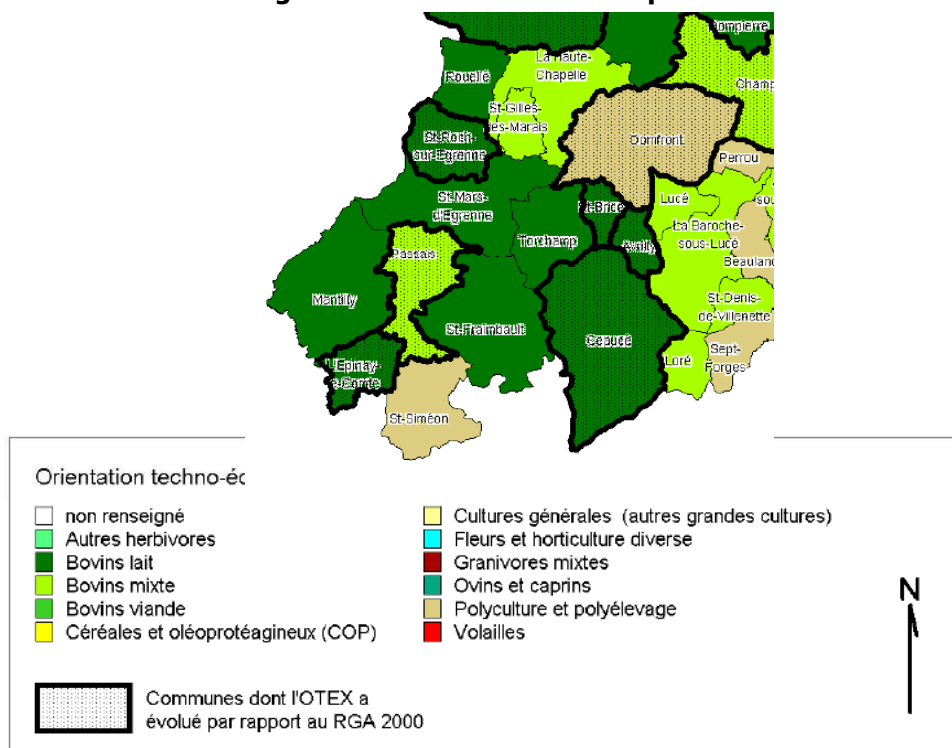 ompierre
La Haute-
Chapelle
Rouellé
Champ
St-Gilles-
des-Marais
St-Roch-
sur-Egrenne
Domfront
Perrou
St-Mars-
d'Egrenne
St-Brice
Lucé
sou
La Baroche-
sous-Lucé
Torchamp
Avrilly
Passais
Beauland
Mantilly
St-Denis-
de-Villenette
St-Fraimbault
Ceaucé
Loré
Sept-
Forges
L'Epinay-
le-Comte
St-Siméon
Orientation techno-éc
non renseigné
Autres herbivores
Bovins lait
Bovins mixte
Bovins viande
Céréales et oléoprotéagineux (COP)
Cultures générales (autres grandes cultures)
Fleurs et horticulture diverse
Granivores mixtes
Ovins et caprins
Polyculture et polyélevage
Volailles
N
Communes dont l'OTEX a
évolué par rapport au RGA 2000